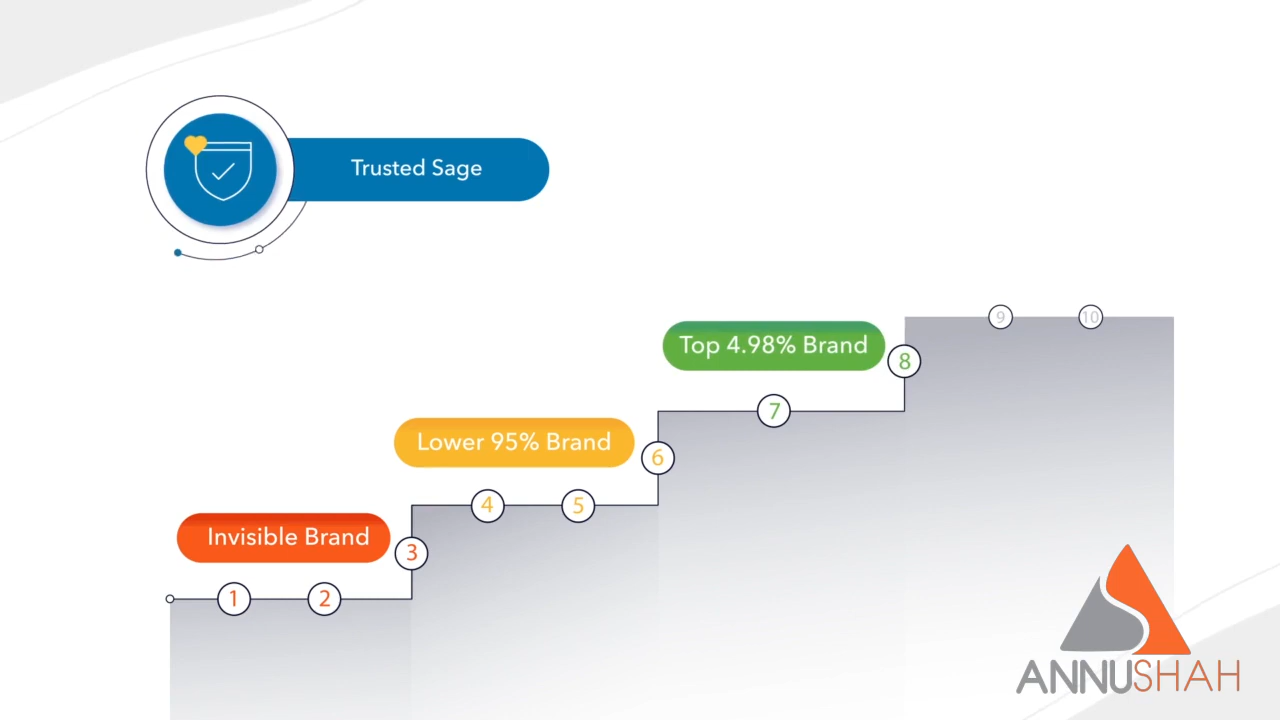 Trusted Sage
Top 4.98% Brand
9
10
8
7
Lower 95% Brand
6
4
5
Invisible Brand
3
1
2
ANNUSHAH